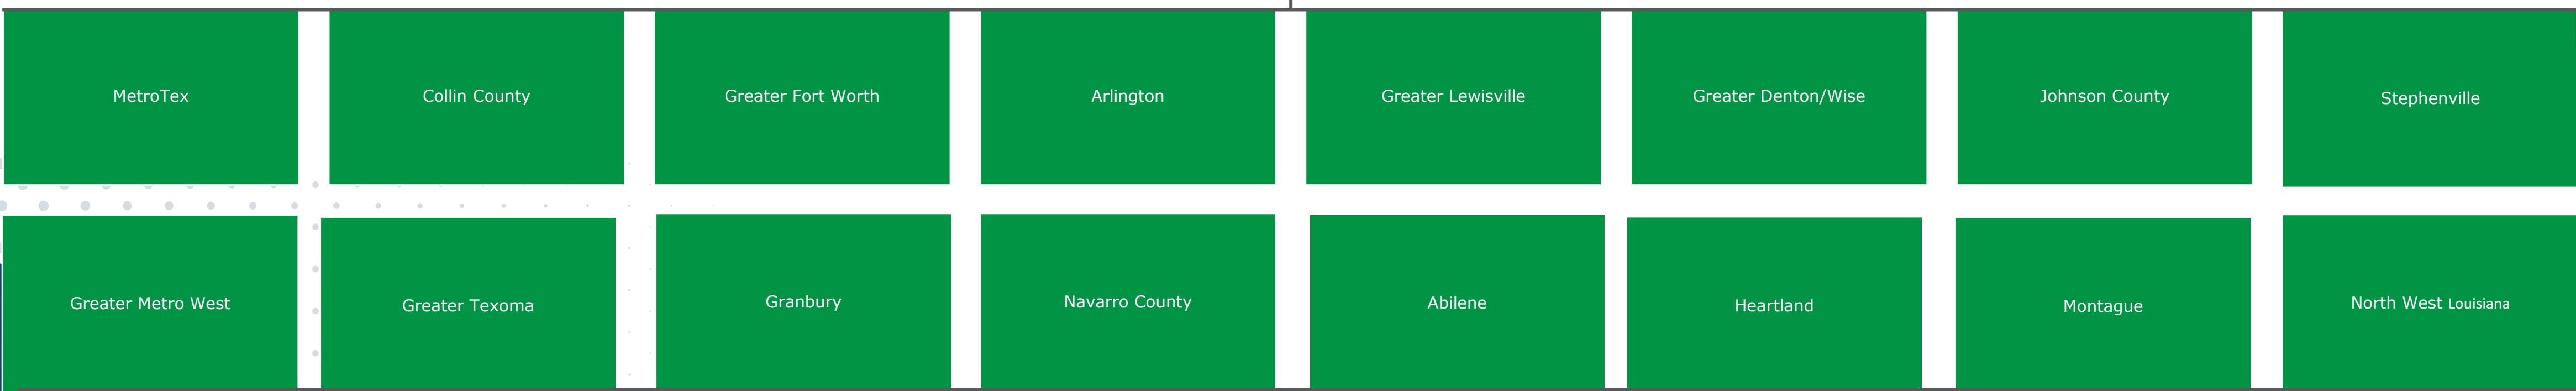 MetroTex
Collin County
Greater Fort Worth
Arlington
Greater Lewisville
Greater Denton/Wise
Johnson County
Stephenville
Greater Metro West
Greater Texoma
Granbury
Navarro County
Abilene
Heartland
Montague
North West Louisiana